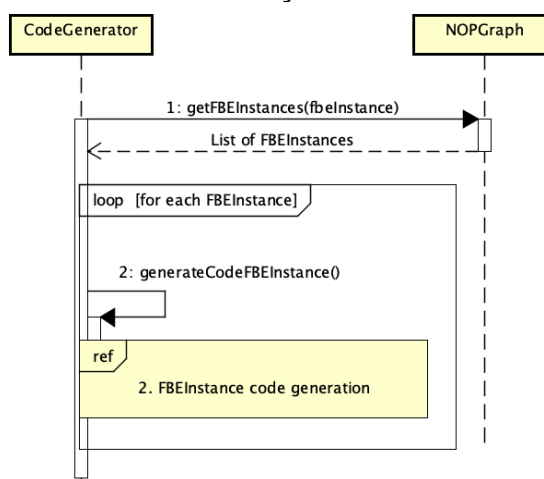 CodeGenerator
NOPGraph
1: getFBEInstances(fbeInstance)
List of FBEInstances
loop [for each FBEInstance]
2: generateCodeFBEInstance()
ref
2. FBEInstance code generation